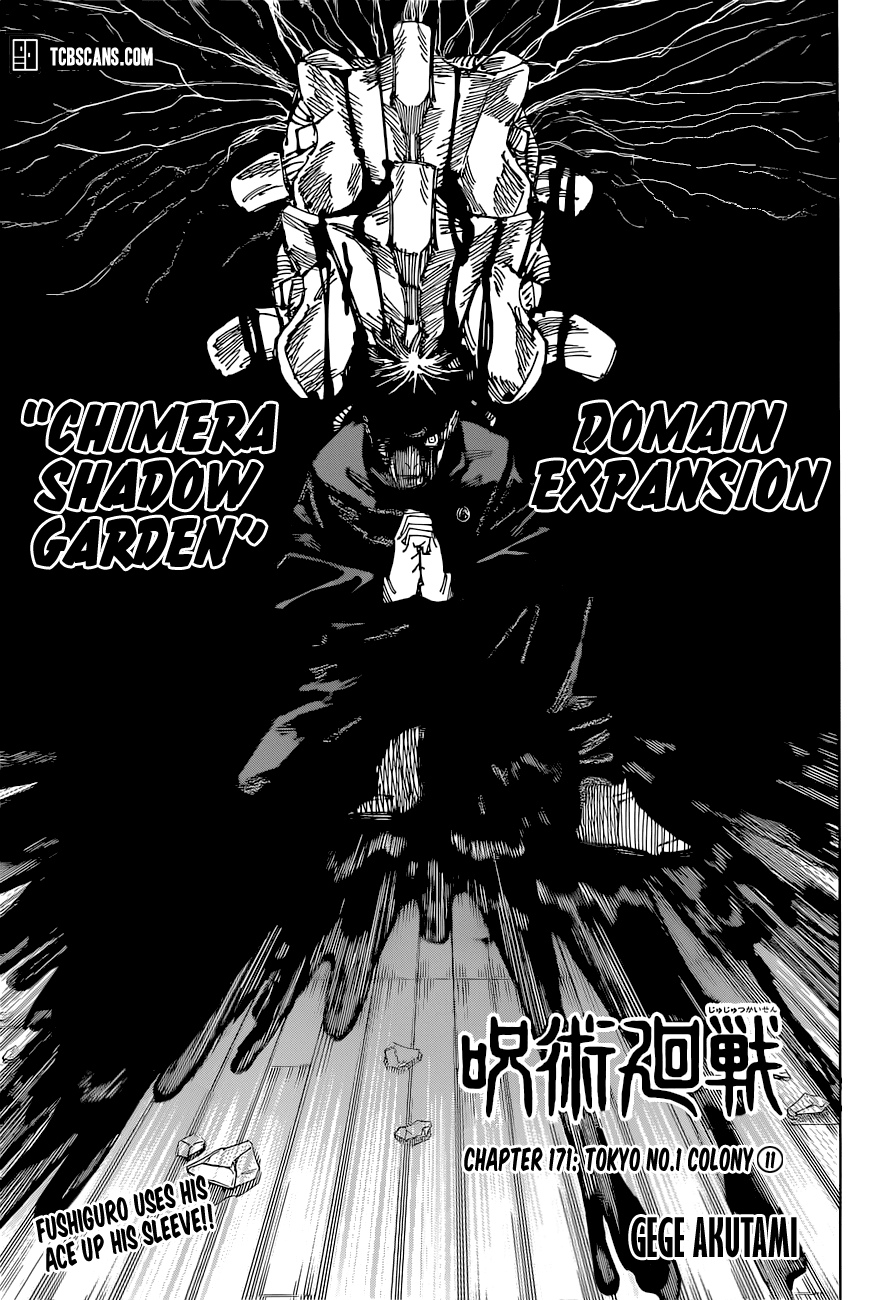 TCBSCANS.COM
DOMAIN
EXPANSION
"CHIMERA
SHADOW
GARDEN"
じゅじゅつかいせん
呪術廻戦
CHAPTER 171: TOKYO NO.1 COLONY ⑪
FUSHIGURO USES HIS
ACE UP HIS SLEEVE!!
GEGE AKUTAMI